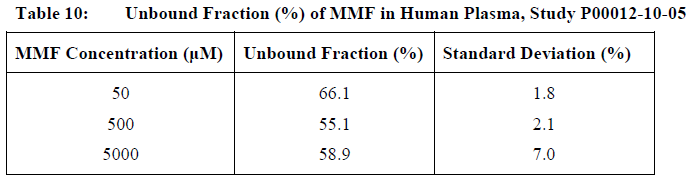 Table 10: Unbound Fraction (%) of MMF in Human Plasma, Study P00012-10-05
MMF Concentration (µM) Unbound Fraction (%) Standard Deviation (%)
50 66.1 1.8
500 55.1 2.1
5000 58.9 7.0